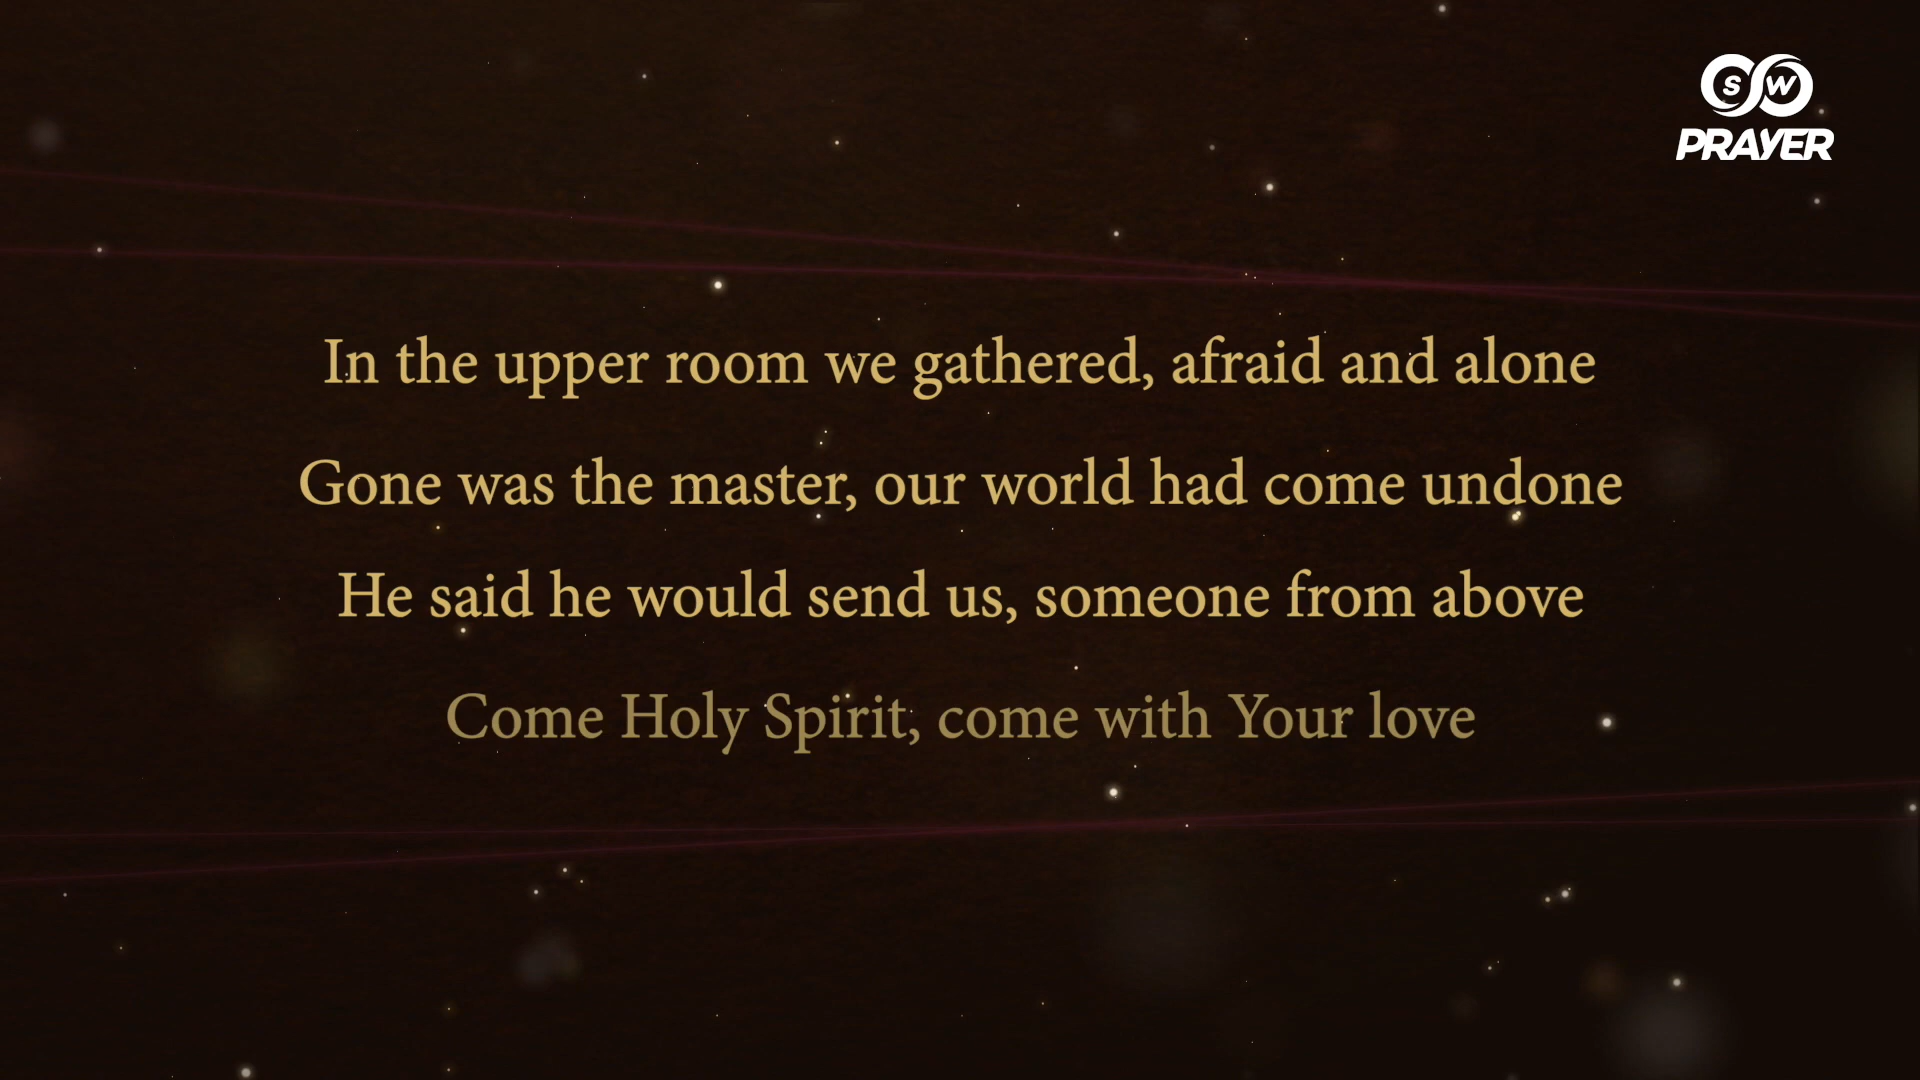 SW
PRAYER
In the upper room we gathered, afraid and alone
Gone was the master, our world had come undone
He said he would send us, someone from above
Come Holy Spirit, come with Your love